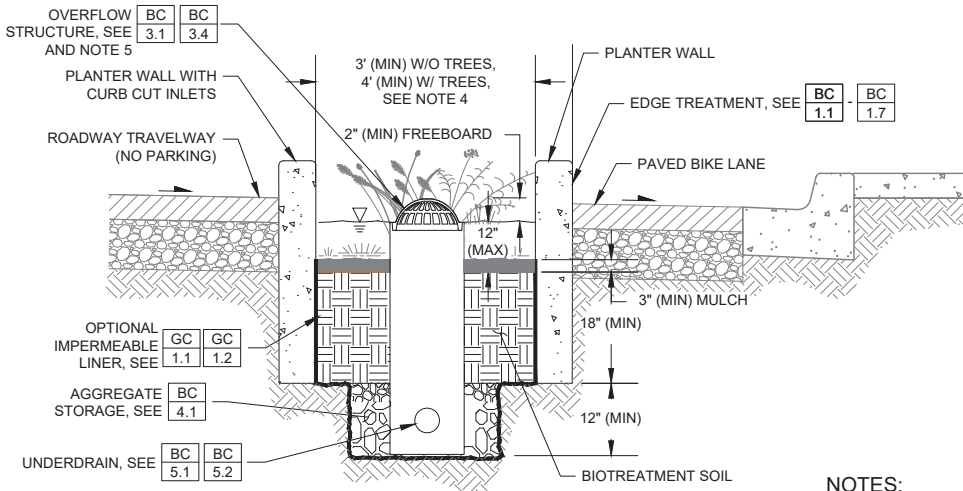 OVERFLOW BC BC
STRUCTURE, SEE 3.1 3.4
AND NOTE 5
PLANTER WALL WITH
CURB CUT INLETS
ROADWAY TRAVELWAY
(NO PARKING)
3' (MIN) W/O TREES,
4' (MIN) W/ TREES,
SEE NOTE 4
2" (MIN) FREEBOARD
PLANTER WALL
EDGE TREATMENT, SEE BC - BC
1.1 1.7
PAVED BIKE LANE
12"
(MAX)
3" (MIN) MULCH
18" (MIN)
OPTIONAL
IMPERMEABLE GC GC
LINER, SEE 1.1 1.2
AGGREGATE BC
STORAGE, SEE 4.1
12" (MIN)
UNDERDRAIN, SEE BC BC
5.1 5.2
BIOTREATMENT SOIL
NOTES: